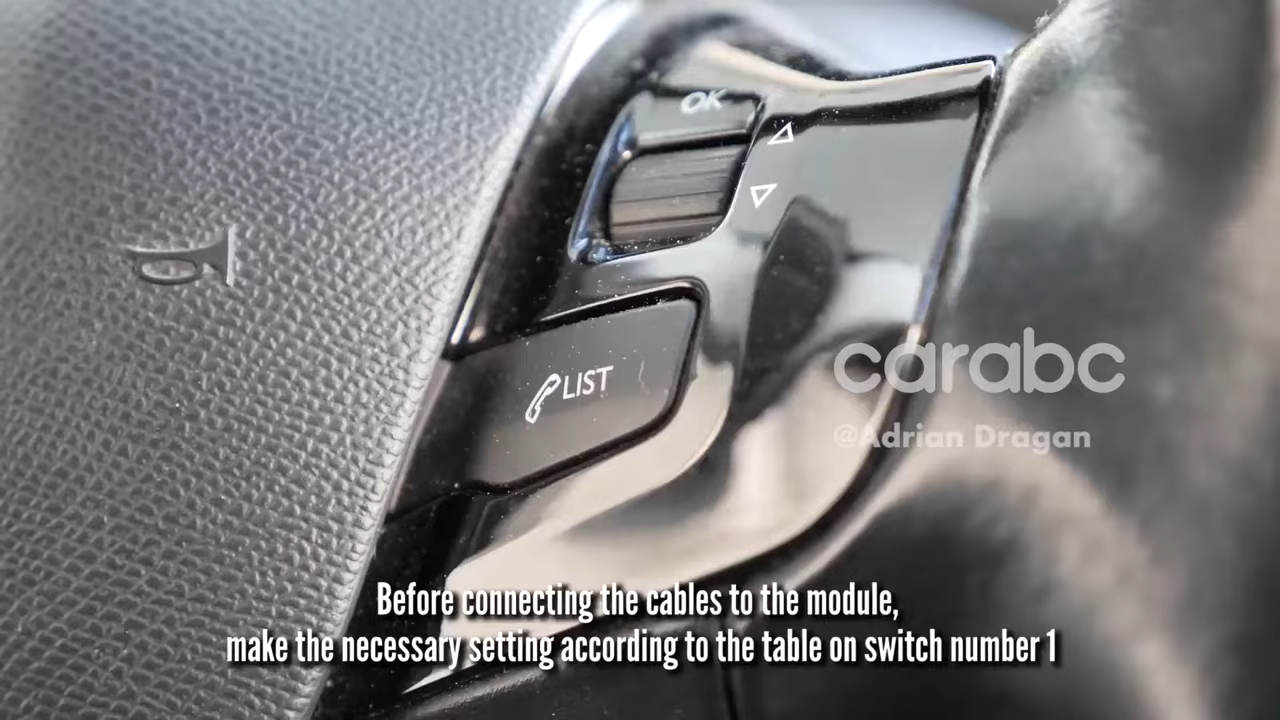 OK
LIST
carabc
@Adrian Dragan
Before connecting the cables to the module,
make the necessary setting according to the table on switch number 1